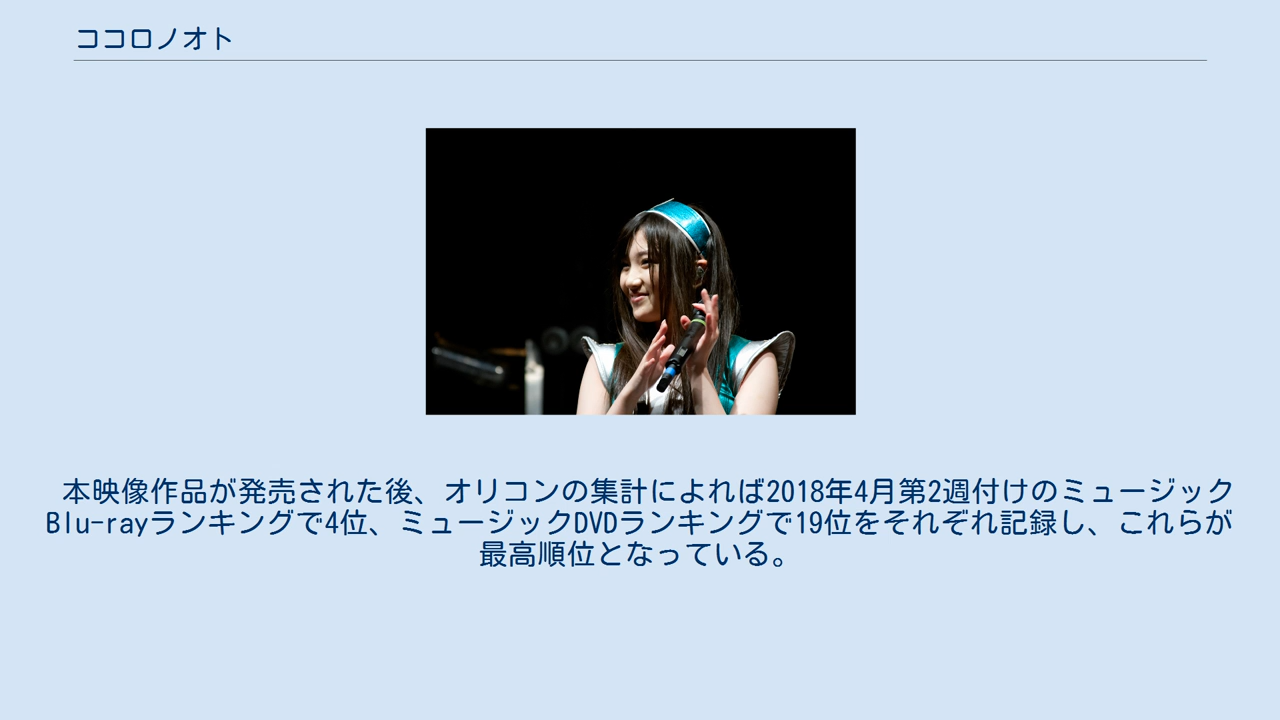 ココロノオト
本映像作品が発売された後、オリコンの集計によれば2018年4月第2週付けのミュージック
Blu-rayランキングで4位、ミュージックDVDランキングで19位をそれぞれ記録し、これらが
最高順位となっている。